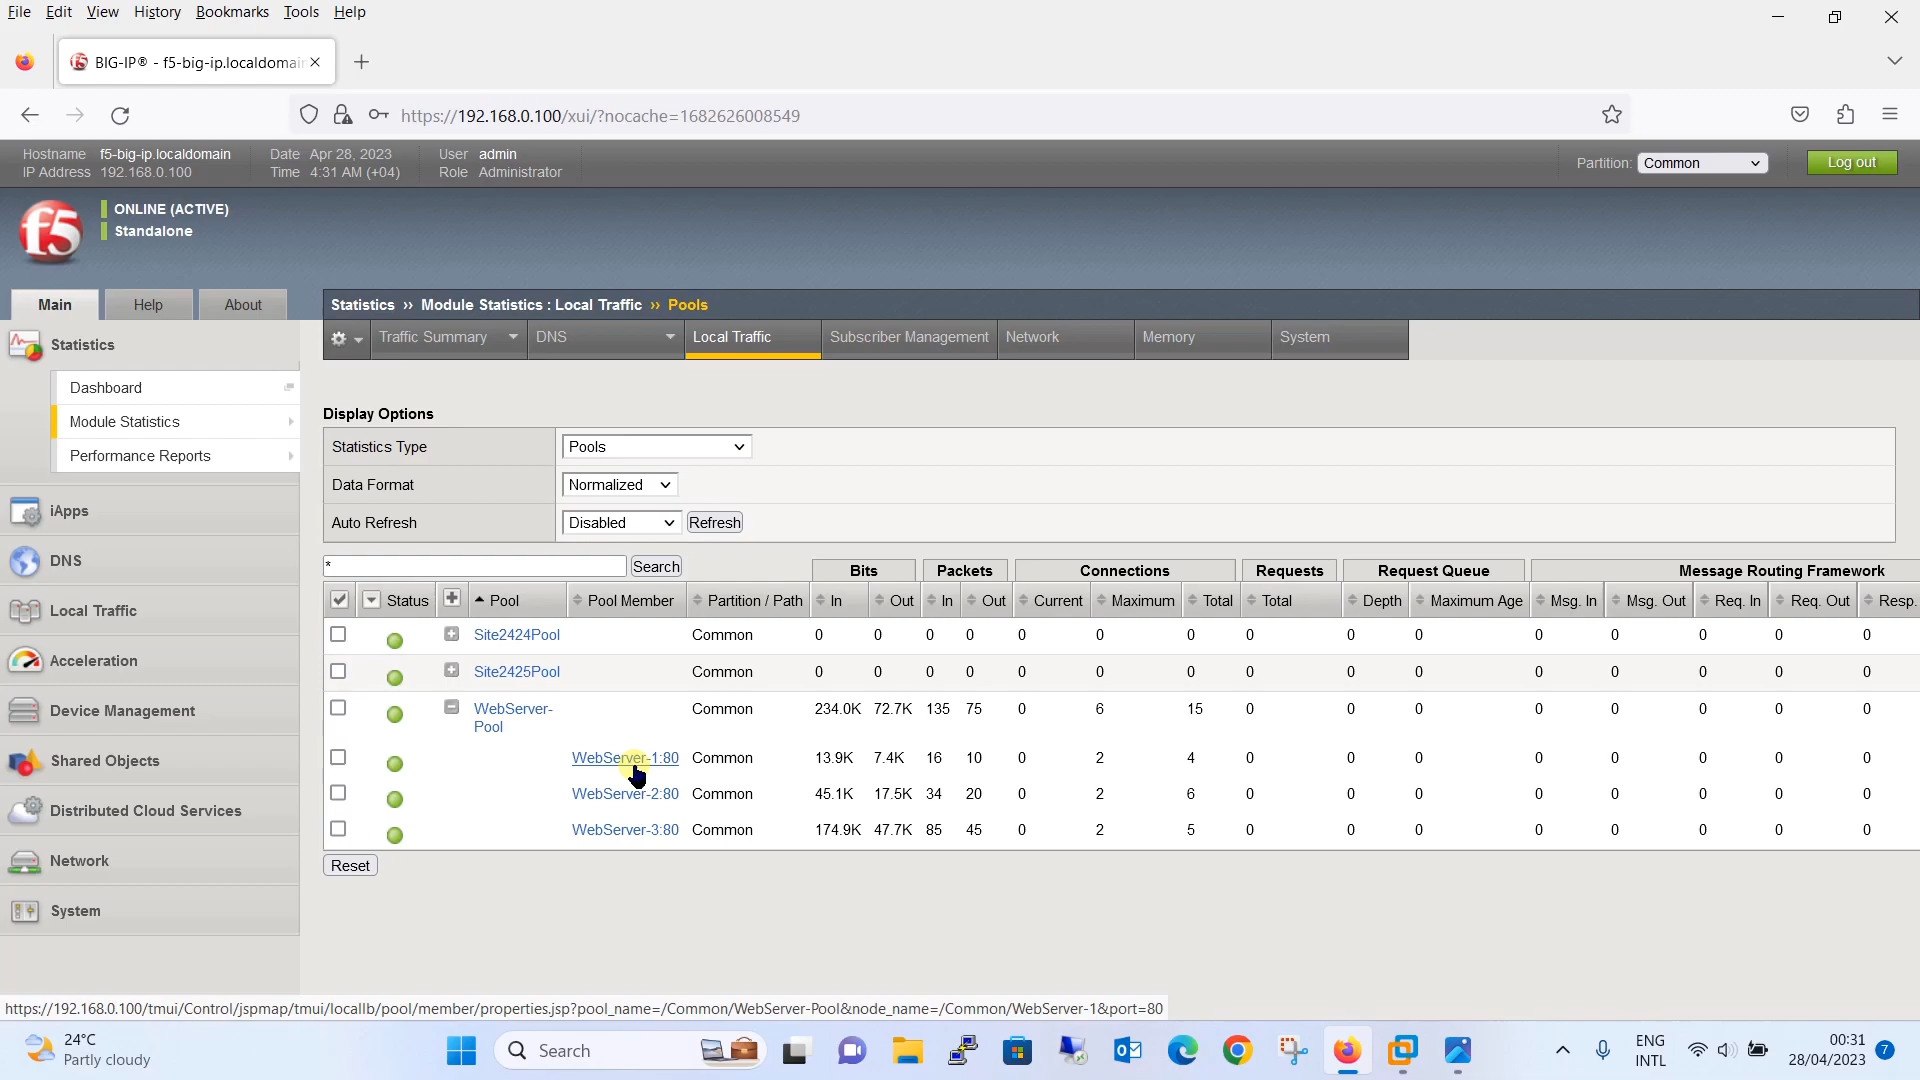 File Edit View History Bookmarks Tools Help
BIG-IP® - f5-big-ip.localdomai
https://192.168.0.100/xui/?nocache=1682626008549
Hostname f5-big-ip.localdomain Date Apr 28, 2023 User admin
IP Address 192.168.0.100 Time 4:31 AM (+04) Role Administrator
Partition: Common Log out
f5
ONLINE (ACTIVE)
Standalone
Main Help About
Statistics ›› Module Statistics : Local Traffic ›› Pools
Traffic Summary DNS Local Traffic Subscriber Management Network Memory System
Statistics
Dashboard
Module Statistics
Performance Reports
iApps
DNS
Local Traffic
Acceleration
Device Management
Shared Objects
Distributed Cloud Services
Network
System
Display Options
Statistics Type Pools
Data Format Normalized
Auto Refresh Disabled Refresh
* Search
Bits Packets Connections Requests Request Queue Message Routing Framework
Status Pool Pool Member Partition / Path In Out In Out Current Maximum Total Total Depth Maximum Age Msg. In Msg. Out Req. In Req. Out Resp.
Site2424Pool Common 0 0 0 0 0 0 0 0 0 0 0 0 0 0 0
Site2425Pool Common 0 0 0 0 0 0 0 0 0 0 0 0 0 0 0
WebServer- Common 234.0K 72.7K 135 75 0 6 15 0 0 0 0 0 0 0 0
Pool
WebServer-1:80 Common 13.9K 7.4K 16 10 0 2 4 0 0 0 0 0 0 0 0
WebServer-2:80 Common 45.1K 17.5K 34 20 0 2 6 0 0 0 0 0 0 0 0
WebServer-3:80 Common 174.9K 47.7K 85 45 0 2 5 0 0 0 0 0 0 0 0
Reset
https://192.168.0.100/tmui/Control/jspmap/tmui/locallb/pool/member/properties.jsp?pool_name=/Common/WebServer-Pool&node_name=/Common/WebServer-1&port=80
24°C
Partly cloudy
Search
ENG
INTL
00:31
28/04/2023
7